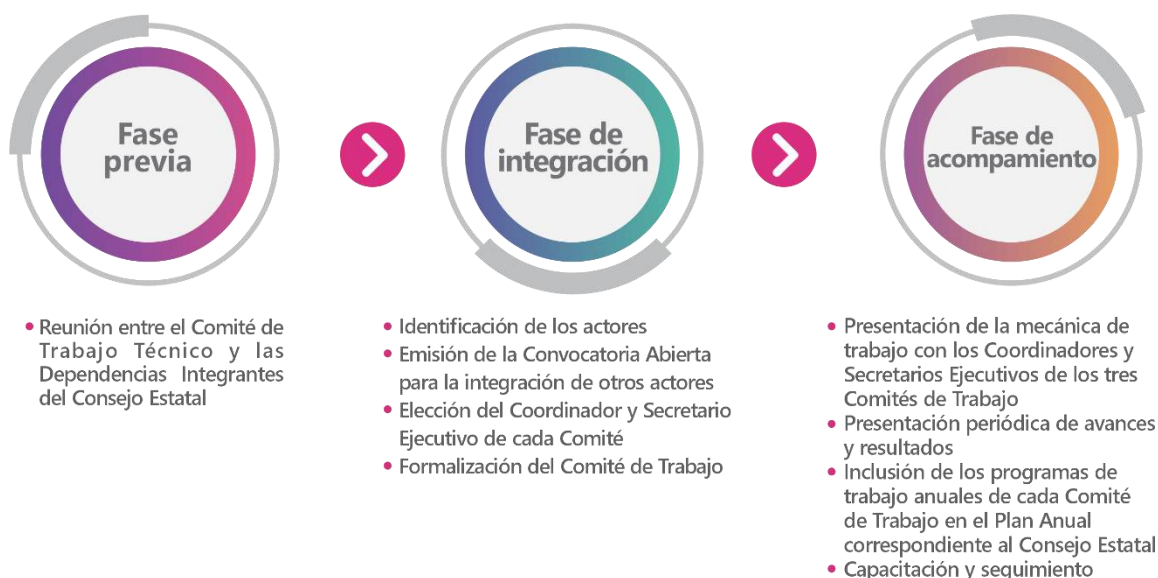 Fase
previa
Fase de
integración
Fase de
acompamiento
• Reunión entre el Comité de
Trabajo Técnico y las
Dependencias Integrantes
del Consejo Estatal
• Identificación de los actores
• Emisión de la Convocatoria Abierta
para la integración de otros actores
• Elección del Coordinador y Secretario
Ejecutivo de cada Comité
• Formalización del Comité de Trabajo
• Presentación de la mecánica de
trabajo con los Coordinadores y
Secretarios Ejecutivos de los tres
Comités de Trabajo
• Presentación periódica de avances
y resultados
• Inclusión de los programas de
trabajo anuales de cada Comité
de Trabajo en el Plan Anual
correspondiente al Consejo Estatal
• Capacitación y seguimiento